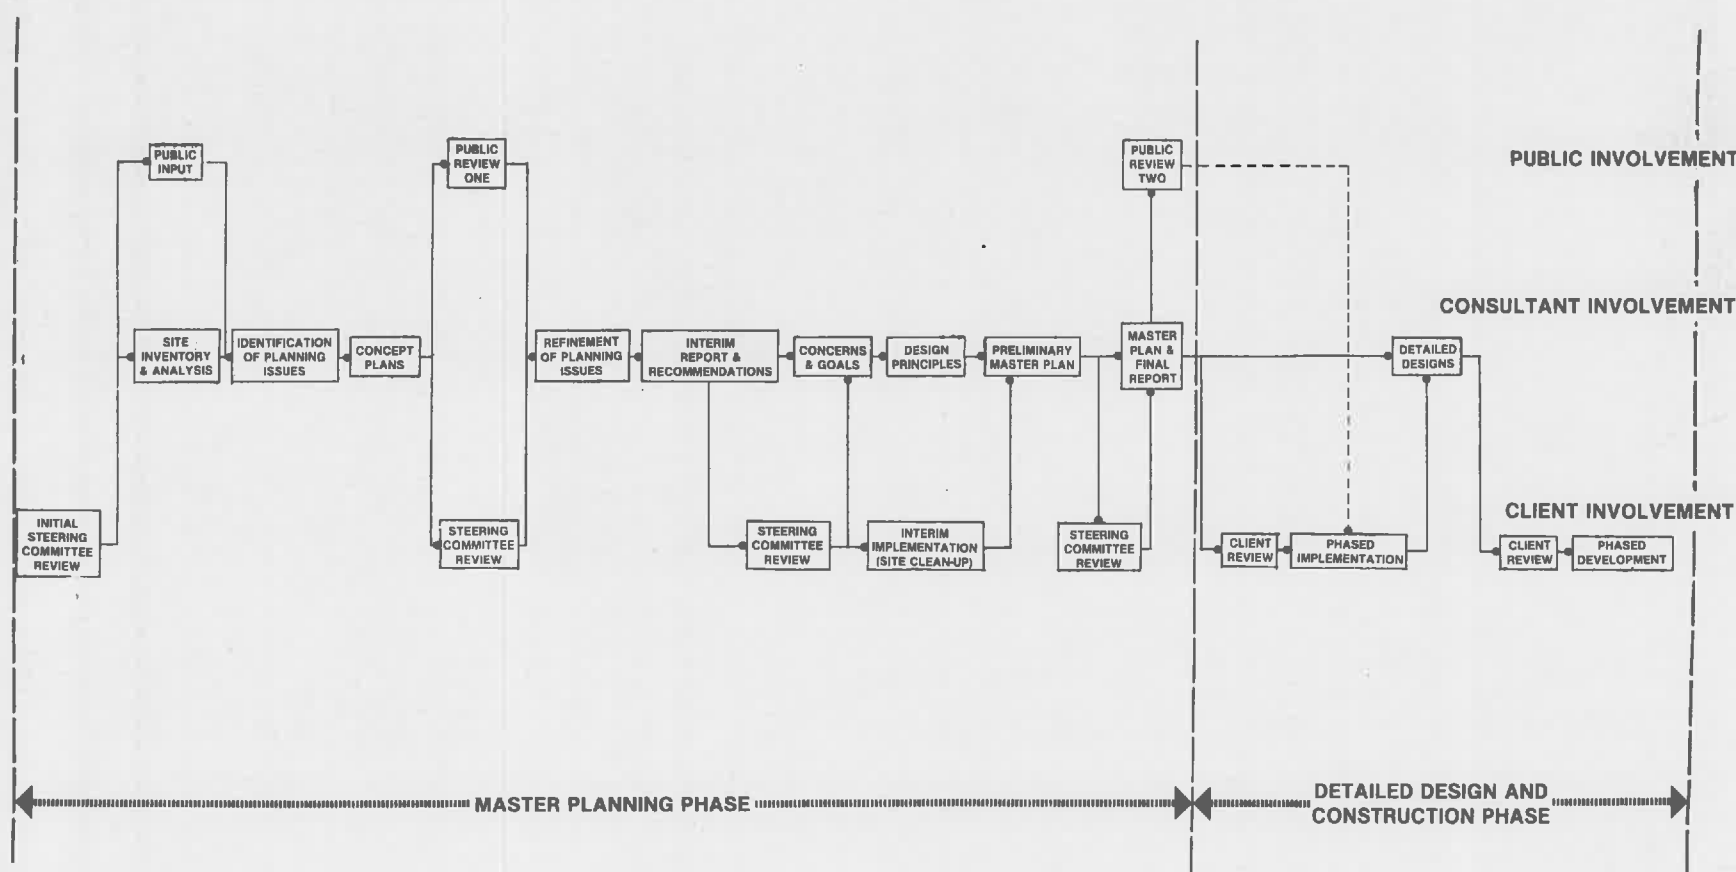 PUBLIC
INPUT
PUBLIC
REVIEW
ONE
PUBLIC
REVIEW
TWO
PUBLIC INVOLVEMENT
SITE
INVENTORY
& ANALYSIS
IDENTIFICATION
OF PLANNING
ISSUES
CONCEPT
PLANS
REFINEMENT
OF PLANNING
ISSUES
INTERIM
REPORT &
RECOMMENDATIONS
CONCERNS
& GOALS
DESIGN
PRINCIPLES
PRELIMINARY
MASTER PLAN
MASTER
PLAN &
FINAL
REPORT
DETAILED
DESIGNS
CONSULTANT INVOLVEMENT
INITIAL
STEERING
COMMITTEE
REVIEW
STEERING
COMMITTEE
REVIEW
STEERING
COMMITTEE
REVIEW
INTERIM
IMPLEMENTATION
(SITE CLEAN-UP)
STEERING
COMMITTEE
REVIEW
CLIENT
REVIEW
PHASED
IMPLEMENTATION
CLIENT
REVIEW
PHASED
DEVELOPMENT
CLIENT INVOLVEMENT
MASTER PLANNING PHASE
DETAILED DESIGN AND
CONSTRUCTION PHASE